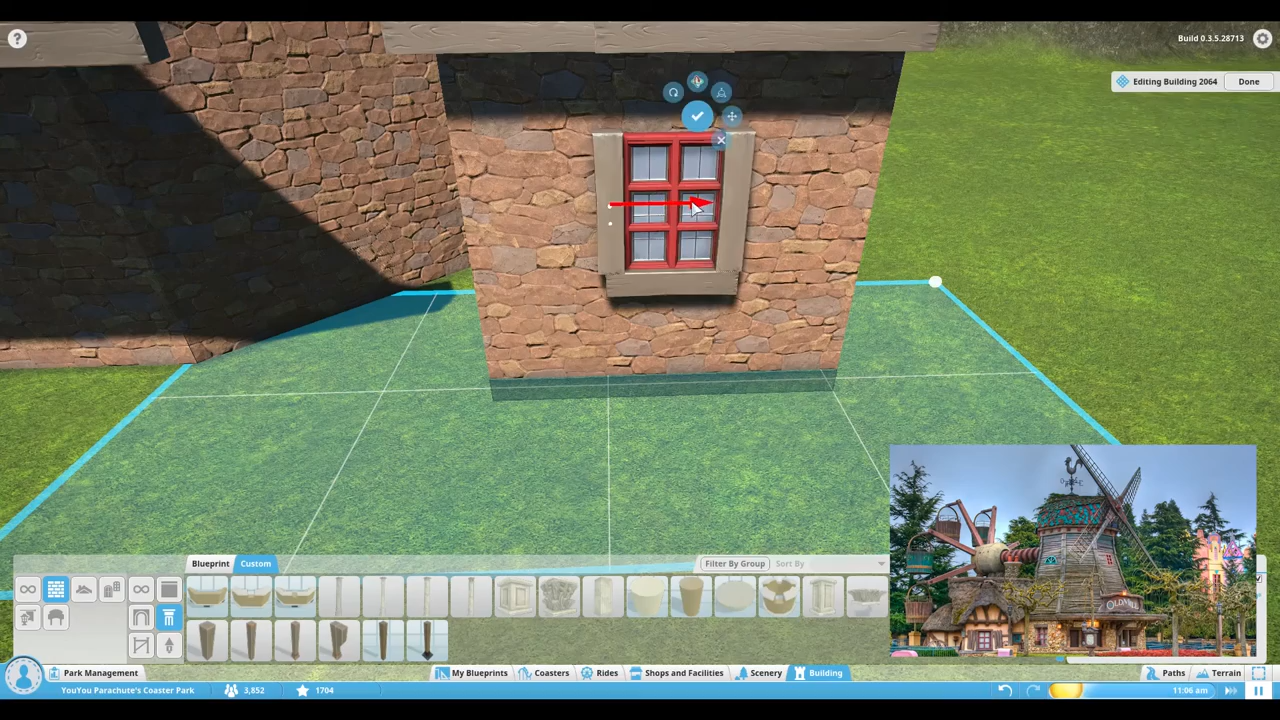 ?
Build 0.3.5.28713
Editing Building 2064
Done
Blueprint
Custom
Filter By Group
Sort By
OLD MILL
Park Management
My Blueprints
Coasters
Rides
Shops and Facilities
Scenery
Building
Paths
Terrain
YouYou Parachute's Coaster Park
3,852
1704
11:06 am